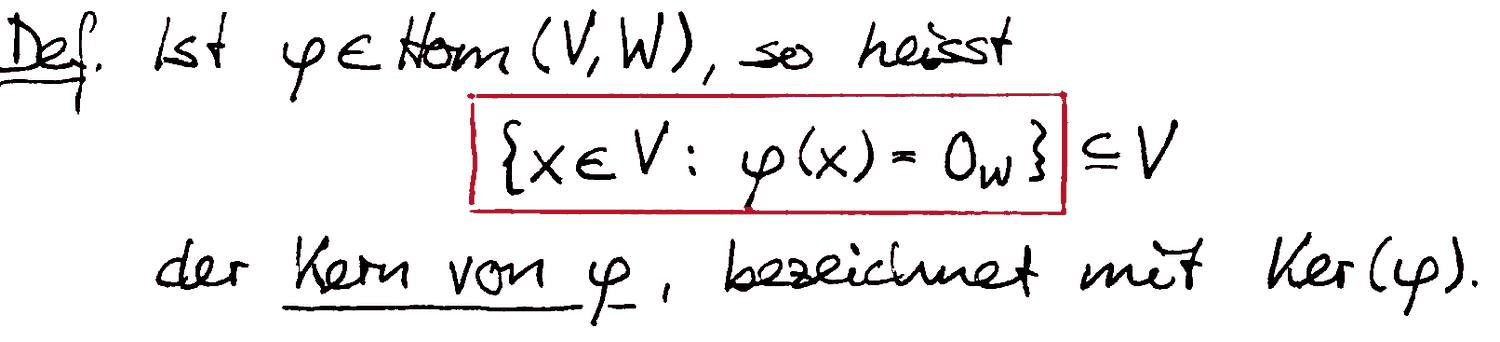 Def. Ist φ ∈ Hom (V, W), so heisst
{x ∈ V : φ(x) = 0_W} ⊆ V
der Kern von φ, bezeichnet mit Ker(φ).